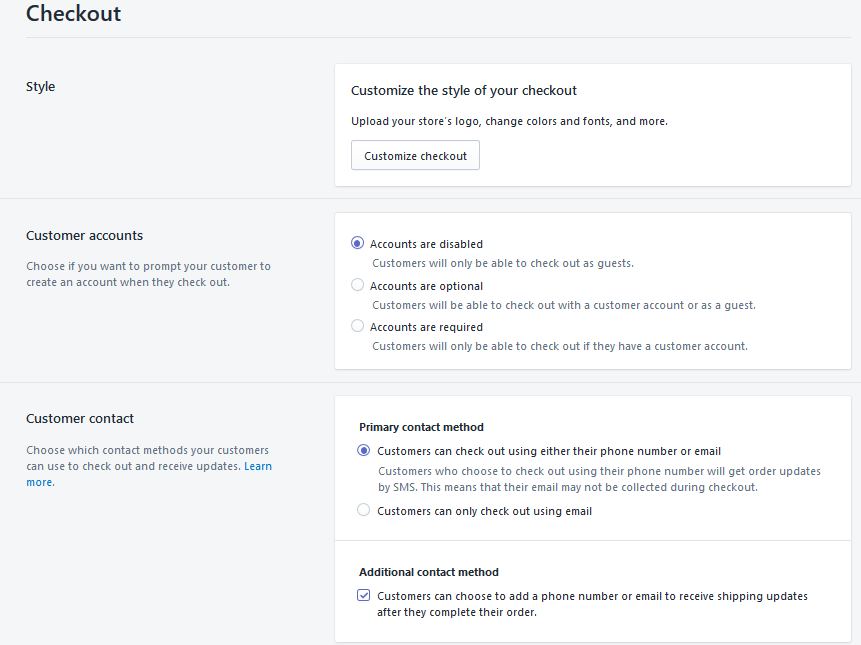 Checkout
Style
Customize the style of your checkout
Upload your store's logo, change colors and fonts, and more.
Customize checkout
Customer accounts
Choose if you want to prompt your customer to
create an account when they check out.
Accounts are disabled
Customers will only be able to check out as guests.
Accounts are optional
Customers will be able to check out with a customer account or as a guest.
Accounts are required
Customers will only be able to check out if they have a customer account.
Customer contact
Choose which contact methods your customers
can use to check out and receive updates. Learn
more.
Primary contact method
Customers can check out using either their phone number or email
Customers who choose to check out using their phone number will get order updates
by SMS. This means that their email may not be collected during checkout.
Customers can only check out using email
Additional contact method
Customers can choose to add a phone number or email to receive shipping updates
after they complete their order.